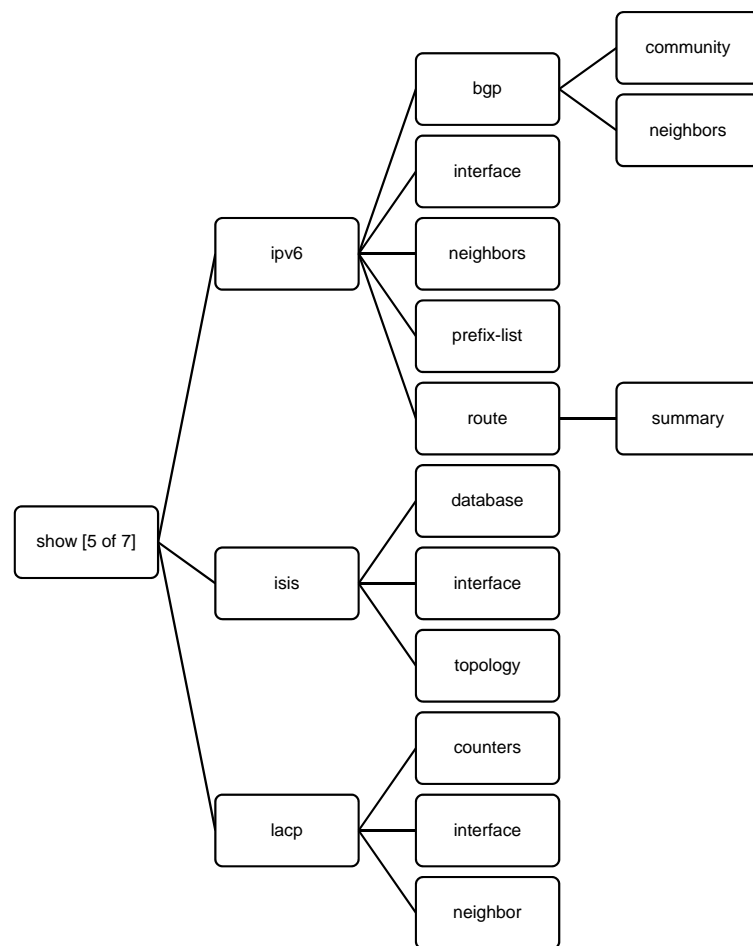 community
bgp
neighbors
interface
ipv6
neighbors
prefix-list
route
summary
database
show [5 of 7]
isis
interface
topology
counters
lacp
interface
neighbor